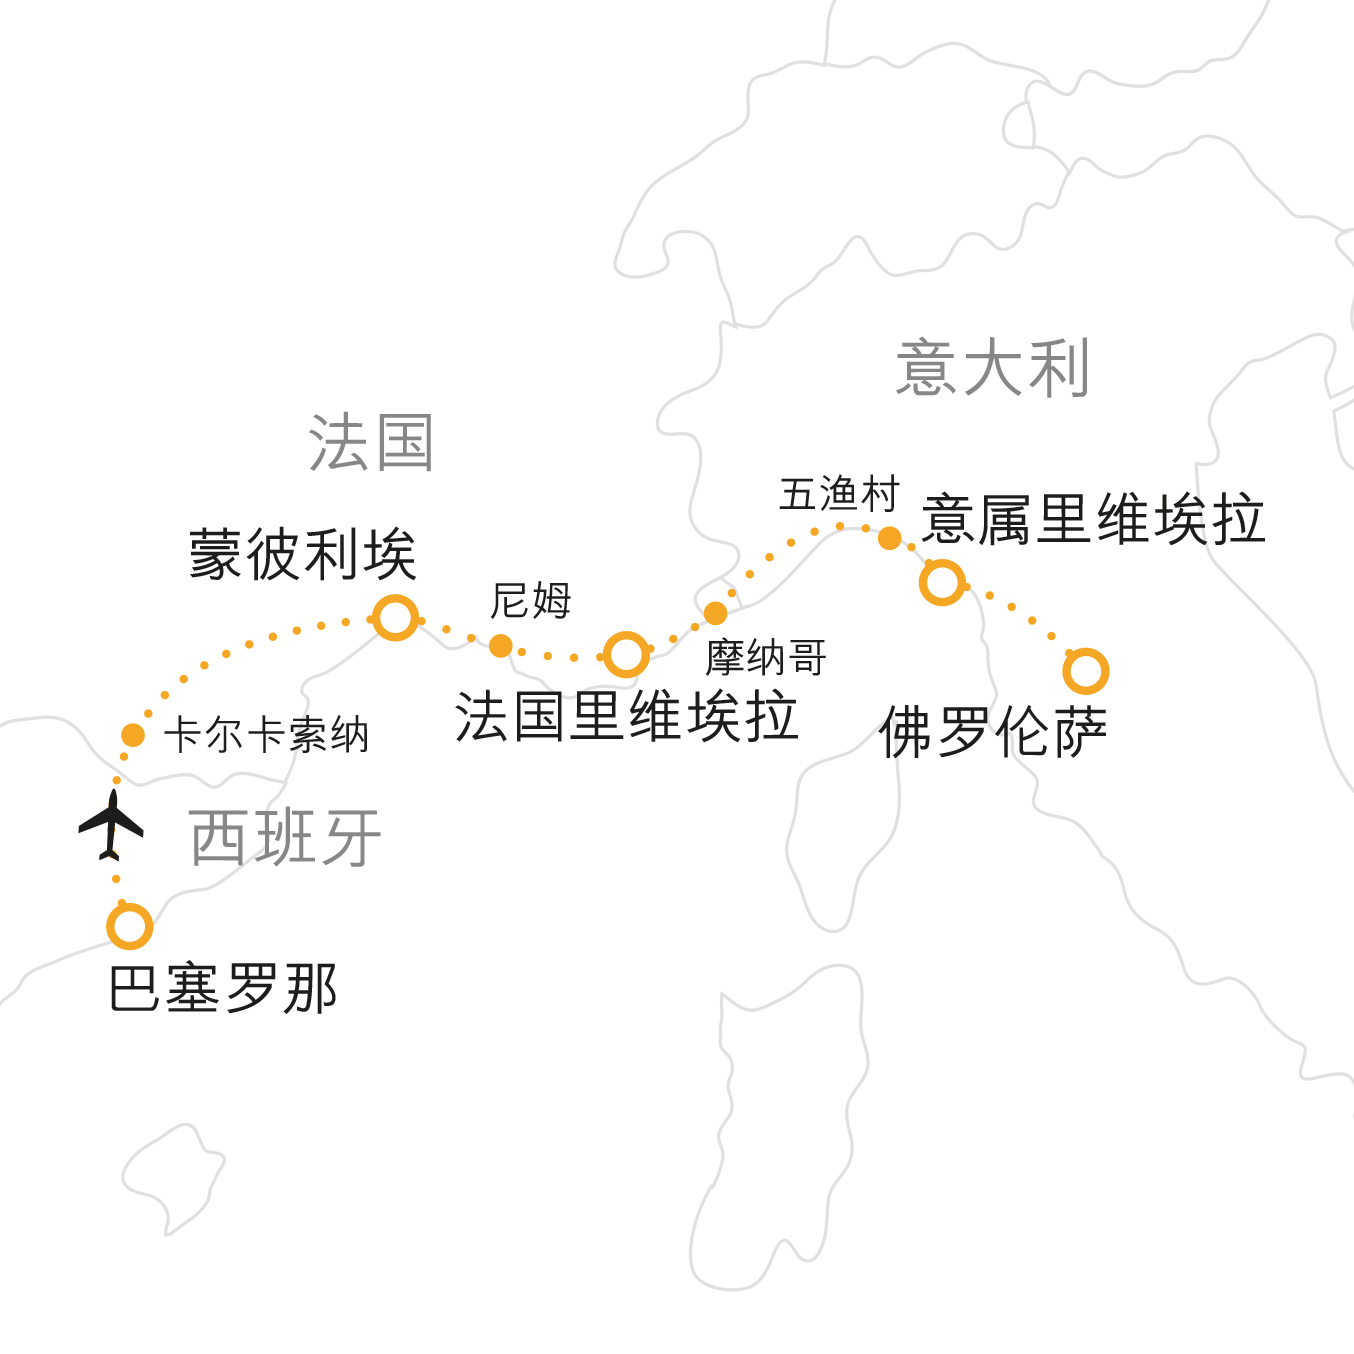 意大利
法国
五渔村
意属里维埃拉
蒙彼利埃
尼姆
摩纳哥
法国里维埃拉
卡尔卡索纳
佛罗伦萨
西班牙
巴塞罗那